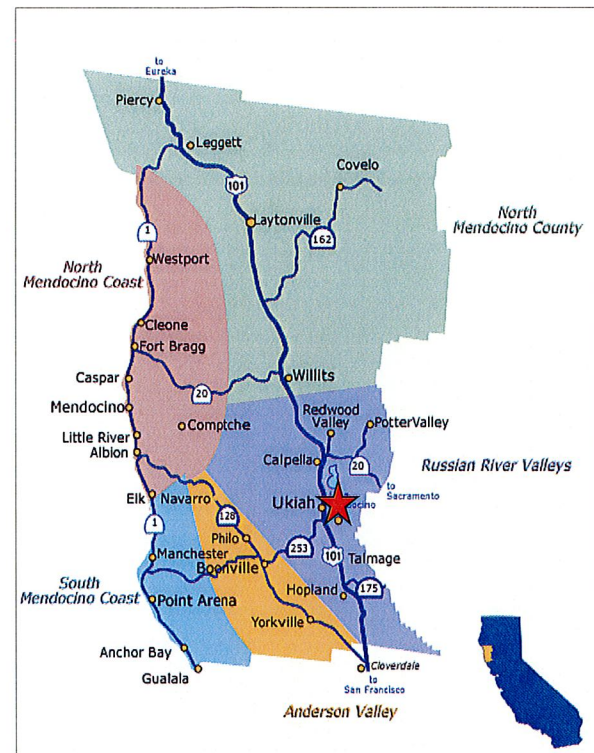 to
Eureka
Piercy
Leggett
Covelo
101
Laytonville
1
162
North
Mendocino County
Westport
North
Mendocino Coast
Cleone
Fort Bragg
Willits
Caspar
20
Mendocino
Redwood
Valley
PotterValley
Comptche
Little River
Albion
Calpella
20
Russian River Valleys
to
Sacramento
Elk
Navarro
Ukiah
1
128
Philo
253
Manchester
Boonville
101
Talmage
South
Mendocino Coast
Point Arena
Hopland
175
Yorkville
Anchor Bay
Gualala
Cloverdale
to
San Francisco
Anderson Valley